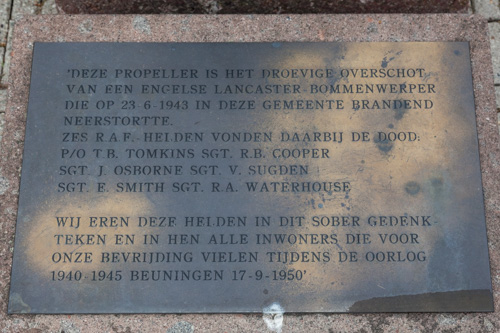 'DEZE PROPELLER IS HET DROEVIGE OVERSCHOT
VAN EEN ENGELSE LANCASTER-BOMMENWERPER
DIE OP 23-6-1943 IN DEZE GEMEENTE BRANDEND
NEERSTORTTE.
ZES R.A.F.-HELDEN VONDEN DAARBIJ DE DOOD:
P/O T.B. TOMKINS SGT. R.B. COOPER
SGT. J. OSBORNE SGT. V. SUGDEN
SGT. E. SMITH SGT. R.A. WATERHOUSE
WIJ EREN DEZE HELDEN IN DIT SOBER GEDENK-
TEKEN EN IN HEN ALLE INWONERS DIE VOOR
ONZE BEVRIJDING VIELEN TIJDENS DE OORLOG
1940-1945 BEUNINGEN 17-9-1950'